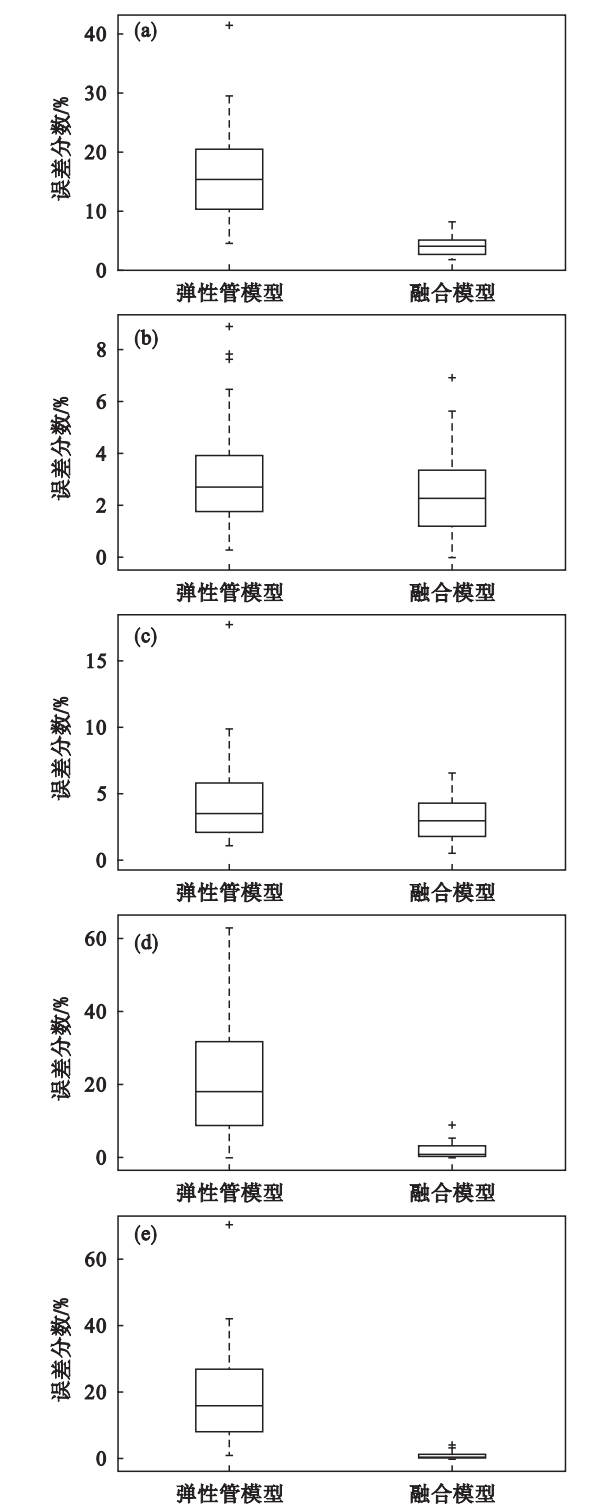 (a)
误差分数/%
40
30
20
10
0
弹性管模型 融合模型
(b)
误差分数/%
8
6
4
2
0
弹性管模型 融合模型
(c)
误差分数/%
15
10
5
0
弹性管模型 融合模型
(d)
误差分数/%
60
40
20
0
弹性管模型 融合模型
(e)
误差分数/%
60
40
20
0
弹性管模型 融合模型